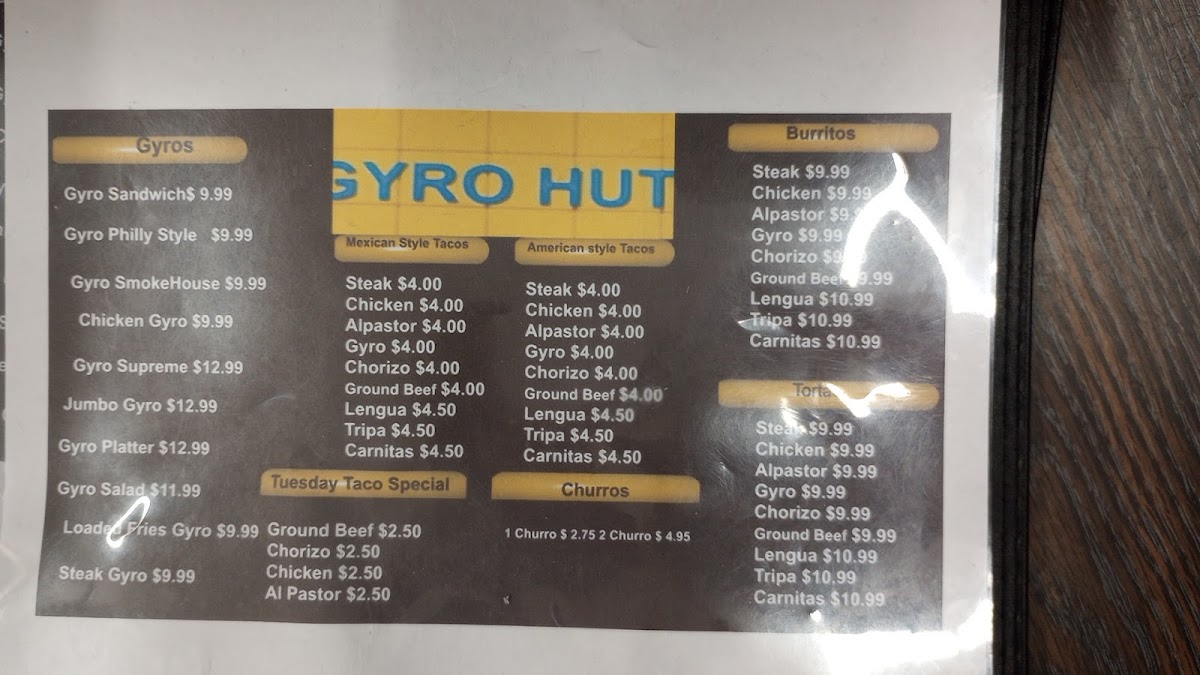 Gyros
Gyro Sandwich$ 9.99
Gyro Philly Style $9.99
Gyro SmokeHouse $9.99
Chicken Gyro $9.99
Gyro Supreme $12.99
Jumbo Gyro $12.99
Gyro Platter $12.99
Gyro Salad $11.99
Loaded Fries Gyro $9.99
Steak Gyro $9.99
GYRO HUT
Mexican Style Tacos
Steak $4.00
Chicken $4.00
Alpastor $4.00
Gyro $4.00
Chorizo $4.00
Ground Beef $4.00
Lengua $4.50
Tripa $4.50
Carnitas $4.50
American style Tacos
Steak $4.00
Chicken $4.00
Alpastor $4.00
Gyro $4.00
Chorizo $4.00
Ground Beef $4.00
Lengua $4.50
Tripa $4.50
Carnitas $4.50
Tuesday Taco Special
Ground Beef $2.50
Chorizo $2.50
Chicken $2.50
Al Pastor $2.50
Churros
1 Churro $ 2.75 2 Churro $ 4.95
Burritos
Steak $9.99
Chicken $9.99
Alpastor
Gyro $9.99
Chorizo
Ground Beef
Lengua $10.99
Tripa $10.99
Carnitas $10.99
Tortas
Steak $9.99
Chicken $9.99
Alpastor $9.99
Gyro $9.99
Chorizo $9.99
Ground Beef $9.99
Lengua $10.99
Tripa $10.99
Carnitas $10.99